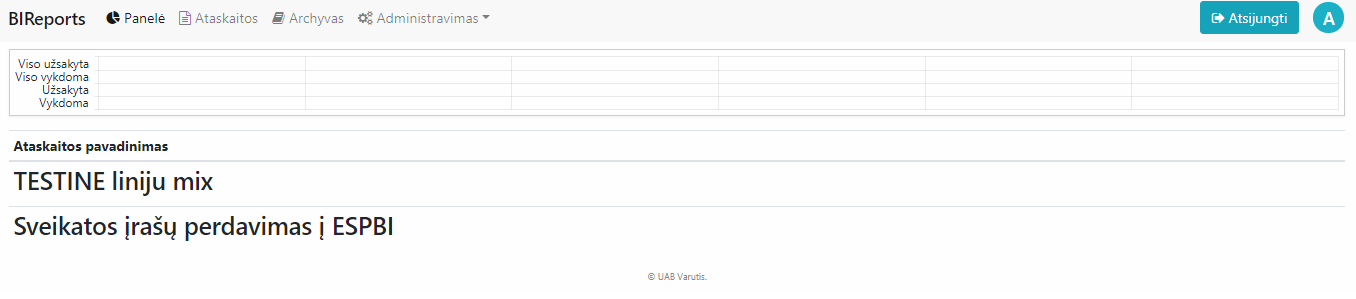 BIReports Panelė Ataskaitos Archyvas Administravimas Atsijungti A
Viso užsakyta
Viso vykdoma
Užsakyta
Vykdoma
Ataskaitos pavadinimas
TESTINE liniju mix
Sveikatos įrašų perdavimas į ESPBI
© UAB Varutis.